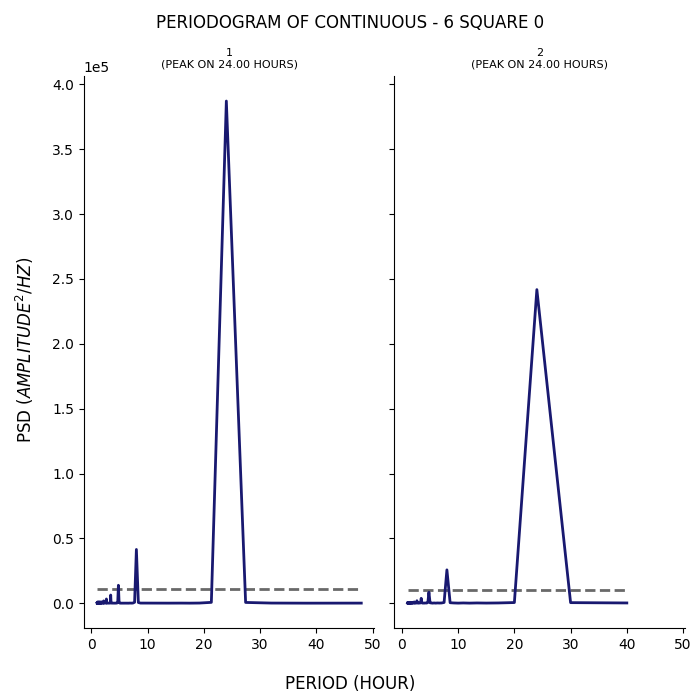 PERIODOGRAM OF CONTINUOUS - 6 SQUARE 0
1
(PEAK ON 24.00 HOURS)
2
(PEAK ON 24.00 HOURS)
1e5
4.0
3.5
3.0
2.5
2.0
1.5
1.0
0.5
0.0
PSD (AMPLITUDE²/HZ)
0 10 20 30 40 50
0 10 20 30 40 50
PERIOD (HOUR)